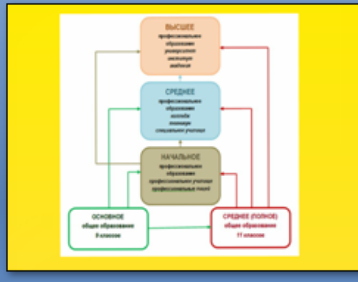 ВЫСШЕЕ
профессиональное
образование
университет
институт
академия
СРЕДНЕЕ
профессиональное
образование
колледж
техникум
специальное училище
НАЧАЛЬНОЕ
профессиональное
образование
профессиональное училище
профессиональный лицей
ОСНОВНОЕ
общее образование
9 классов
СРЕДНЕЕ (ПОЛНОЕ)
общее образование
11 классов